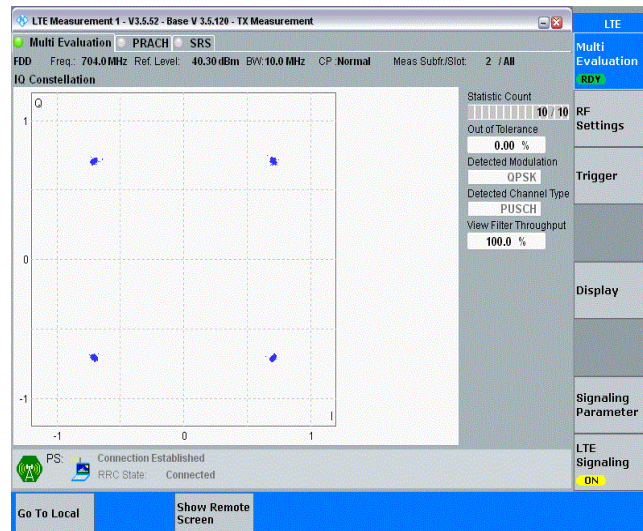 LTE Measurement 1 - V3.5.52 - Base V 3.5.120 - TX Measurement
LTE
Multi Evaluation PRACH SRS
FDD Freq.: 704.0 MHz Ref. Level: 40.30 dBm BW: 10.0 MHz CP :Normal Meas Subfr./Slot: 2 / All
IQ Constellation
Q
1
0
-1
-1 0 1
I
Statistic Count
10 / 10
Out of Tolerance
0.00 %
Detected Modulation
QPSK
Detected Channel Type
PUSCH
View Filter Throughput
100.0 %
Multi
Evaluation
RDY
RF
Settings
Trigger
Display
Signaling
Parameter
LTE
Signaling
ON
PS: Connection Established
RRC State: Connected
Go To Local
Show Remote
Screen